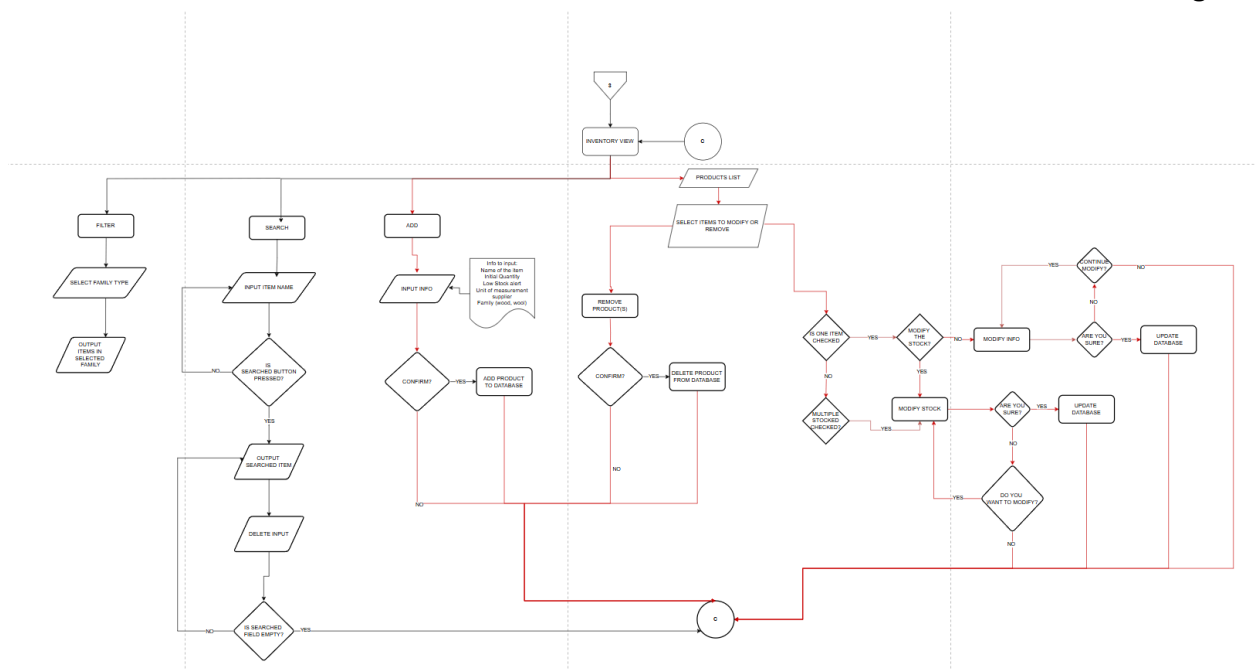 INVENTORY VIEW
C
PRODUCTS LIST
FILTER
SEARCH
ADD
SELECT ITEMS TO MODIFY OR
REMOVE
SELECT FAMILY TYPE
INPUT ITEM NAME
INPUT INFO
Info to input:
Name of the item
Initial Quantity
Low Stock alert
Unit of measurement
supplier
Family (wood, wool)
REMOVE
PRODUCT(S)
OUTPUT
ITEMS IN
SELECTED
FAMILY
IS
SEARCHED BUTTON
PRESSED?
NO
YES
CONFIRM?
YES
ADD PRODUCT
TO DATABASE
NO
CONFIRM?
YES
DELETE PRODUCT
FROM DATABASE
NO
IS ONE ITEM
CHECKED
YES
NO
MODIFY
THE
STOCK?
NO
YES
MODIFY INFO
CONTINUE
MODIFY?
YES
NO
ARE YOU
SURE?
NO
YES
UPDATE
DATABASE
MULTIPLE
STOCKED
CHECKED?
YES
MODIFY STOCK
ARE YOU
SURE?
YES
NO
UPDATE
DATABASE
DO YOU
WANT TO MODIFY?
YES
NO
OUTPUT
SEARCHED ITEM
DELETE INPUT
IS SEARCHED
FIELD EMPTY?
NO
YES
C